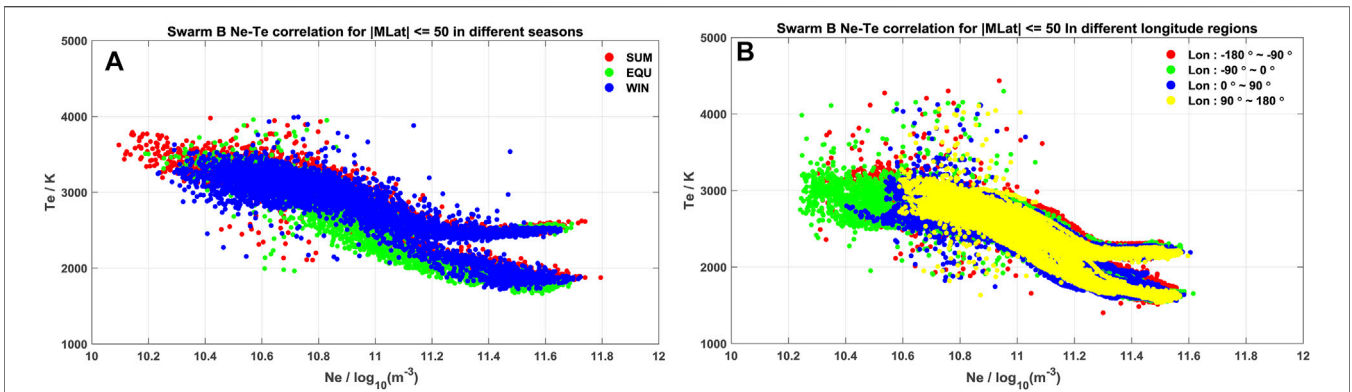 Swarm B Ne-Te correlation for |MLat| <= 50 in different seasons
A
SUM
EQU
WIN
5000
4000
3000
2000
1000
Te / K
10 10.2 10.4 10.6 10.8 11 11.2 11.4 11.6 11.8 12
Ne / log10(m-3)
Swarm B Ne-Te correlation for |MLat| <= 50 In different longitude regions
B
Lon : -180 ° ~ -90 °
Lon : -90 ° ~ 0 °
Lon : 0 ° ~ 90 °
Lon : 90 ° ~ 180 °
5000
4000
3000
2000
1000
Te / K
10 10.2 10.4 10.6 10.8 11 11.2 11.4 11.6 11.8 12
Ne / log10(m-3)